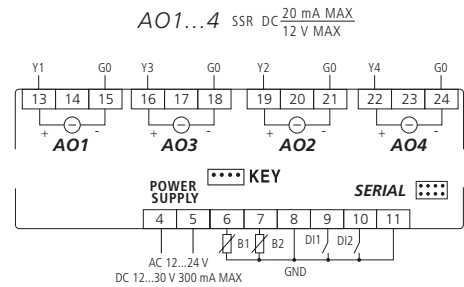 AO1...4 SSR DC 20 mA MAX
12 V MAX
Y1 G0 Y3 G0 Y2 G0 Y4 G0
13 14 15 16 17 18 19 20 21 22 23 24
+ - + - + - + -
AO1 AO3 AO2 AO4
KEY
POWER
SUPPLY
SERIAL
4 5 6 7 8 9 10 11
B1 B2 DI1 DI2
AC 12...24 V
GND
DC 12...30 V 300 mA MAX